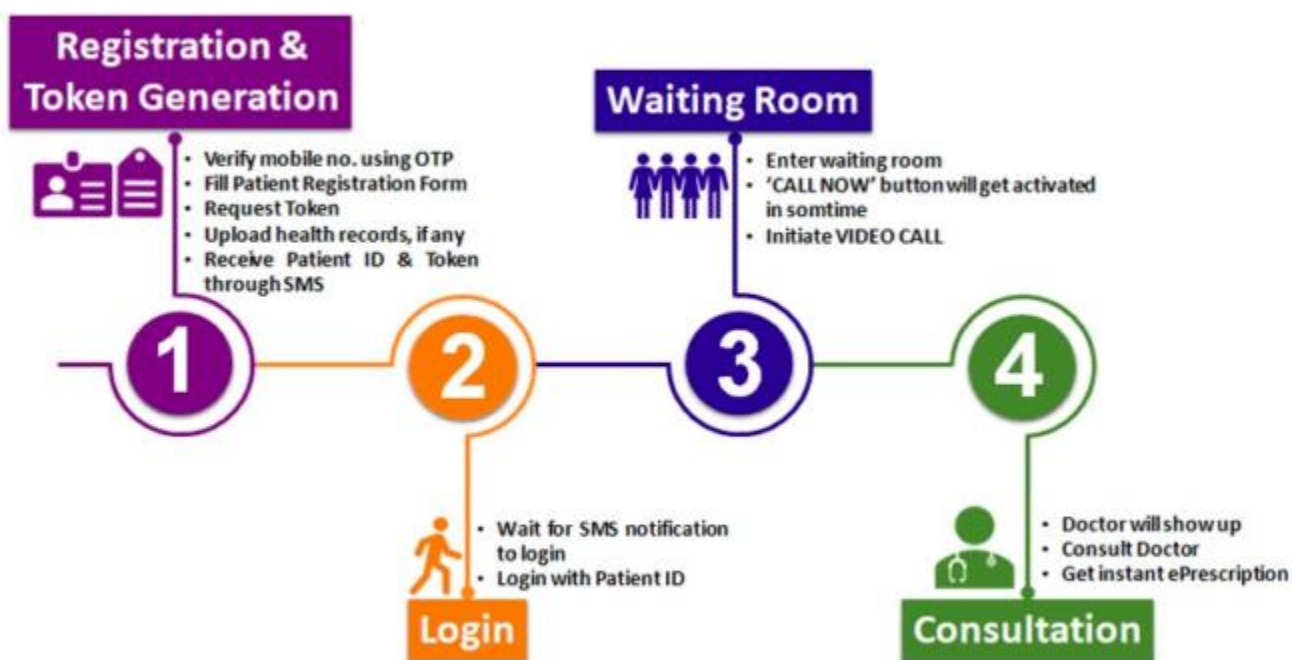 Registration &
Token Generation
• Verify mobile no. using OTP
• Fill Patient Registration Form
• Request Token
• Upload health records, if any
• Receive Patient ID & Token
through SMS
1
2
• Wait for SMS notification
to login
• Login with Patient ID
Login
Waiting Room
• Enter waiting room
• ‘CALL NOW’ button will get activated
in somtime
• Initiate VIDEO CALL
3
4
• Doctor will show up
• Consult Doctor
• Get instant ePrescription
Consultation